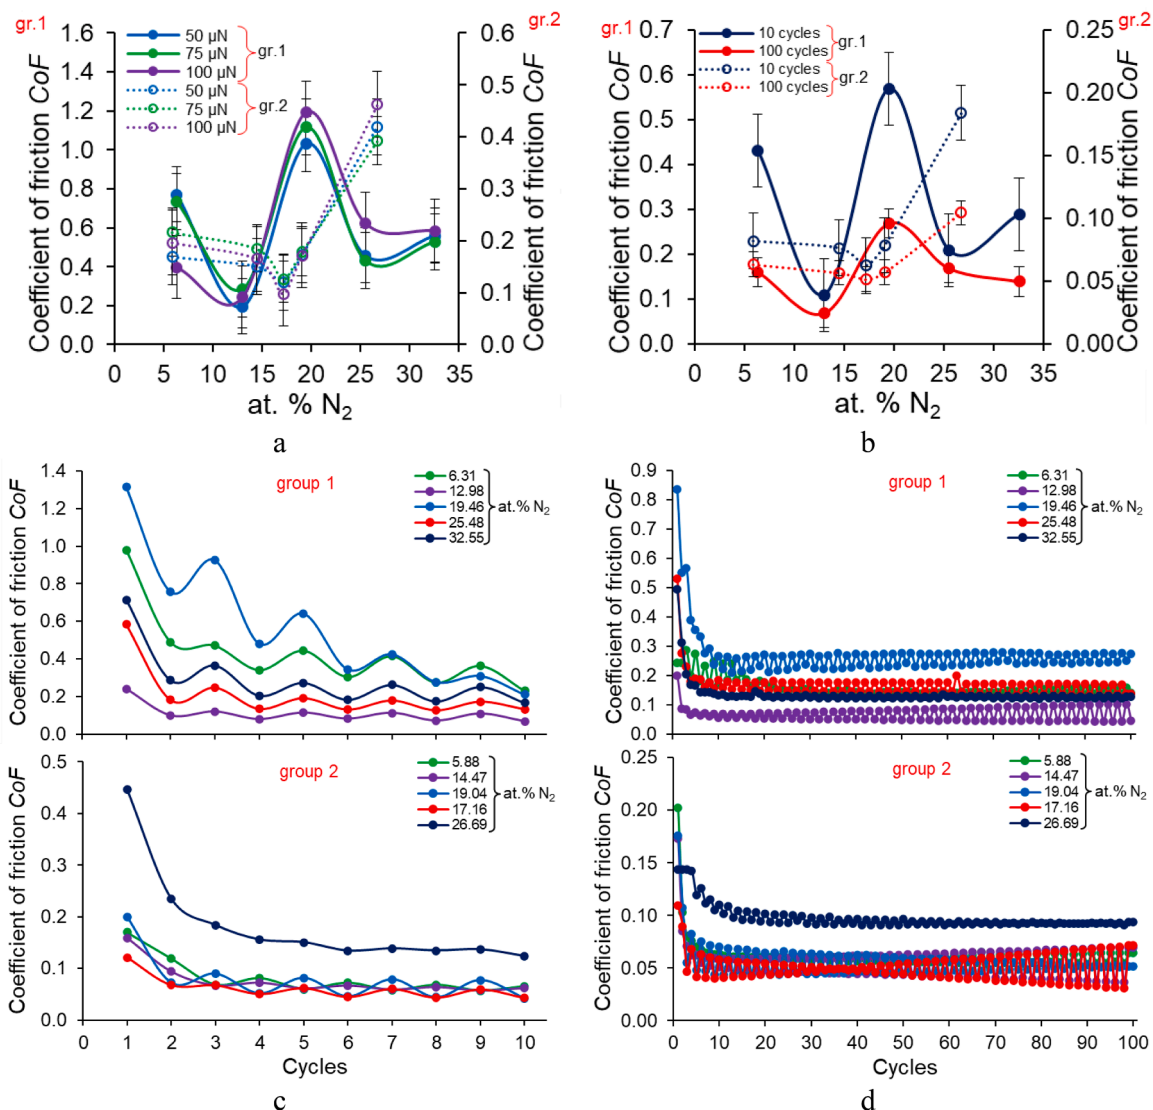 gr.1
a
gr.2
Coefficient of friction CoF
1.6
1.4
1.2
1.0
0.8
0.6
0.4
0.2
0.0
50 µN
75 µN
100 µN
gr.1
50 µN
75 µN
100 µN
gr.2
0.6
0.5
0.4
0.3
0.2
0.1
0.0
Coefficient of friction CoF
0 5 10 15 20 25 30 35
at. % N₂
a
gr.1
b
gr.2
Coefficient of friction CoF
0.7
0.6
0.5
0.4
0.3
0.2
0.1
0.0
10 cycles
100 cycles
gr.1
10 cycles
100 cycles
gr.2
0.25
0.20
0.15
0.10
0.05
0.00
Coefficient of friction CoF
0 5 10 15 20 25 30 35
at. % N₂
b
Coefficient of friction CoF
1.4
1.2
1.0
0.8
0.6
0.4
0.2
0.0
group 1
6.31
12.98
19.46
25.48
32.55
at.% N₂
Coefficient of friction CoF
0.5
0.4
0.3
0.2
0.1
0.0
group 2
5.88
14.47
19.04
17.16
26.69
at.% N₂
0 1 2 3 4 5 6 7 8 9 10
Cycles
c
Coefficient of friction CoF
0.9
0.8
0.7
0.6
0.5
0.4
0.3
0.2
0.1
0.0
group 1
6.31
12.98
19.46
25.48
32.55
at.% N₂
Coefficient of friction CoF
0.25
0.20
0.15
0.10
0.05
0.00
group 2
5.88
14.47
19.04
17.16
26.69
at.% N₂
0 10 20 30 40 50 60 70 80 90 100
Cycles
d